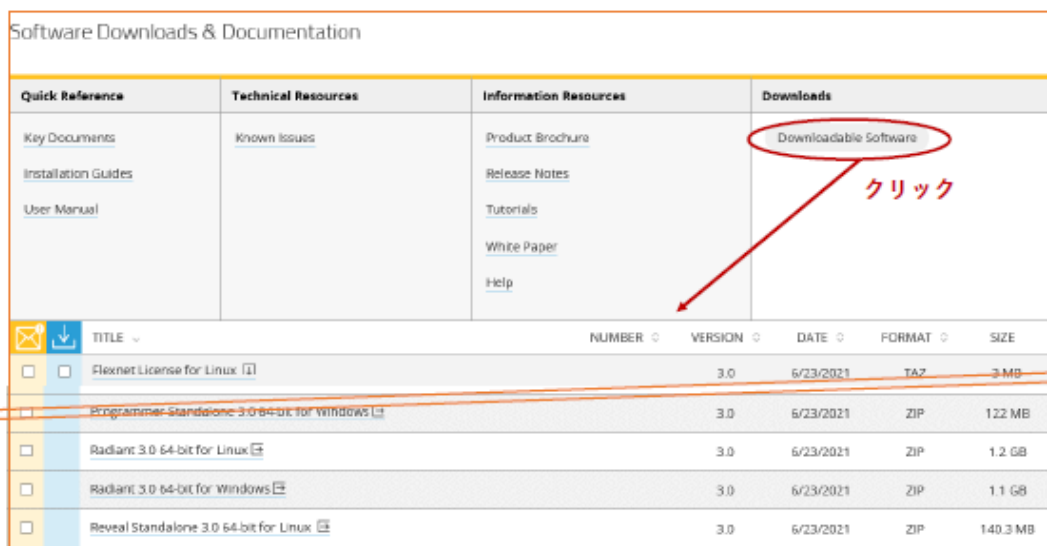 Software Downloads & Documentation
Quick Reference Technical Resources Information Resources Downloads
Key Documents Known Issues Product Brochure Downloadable Software
Installation Guides Release Notes
クリック
User Manual Tutorials
White Paper
Help
TITLE NUMBER VERSION DATE FORMAT SIZE
Flexnet License for Linux 3.0 6/23/2021 TAZ 3 MB
Programmer Standalone 3.0 64-bit for Windows 3.0 6/23/2021 ZIP 122 MB
Radiant 3.0 64-bit for Linux 3.0 6/23/2021 ZIP 1.2 GB
Radiant 3.0 64-bit for Windows 3.0 6/23/2021 ZIP 1.1 GB
Reveal Standalone 3.0 64-bit for Linux 3.0 6/23/2021 ZIP 140.3 MB